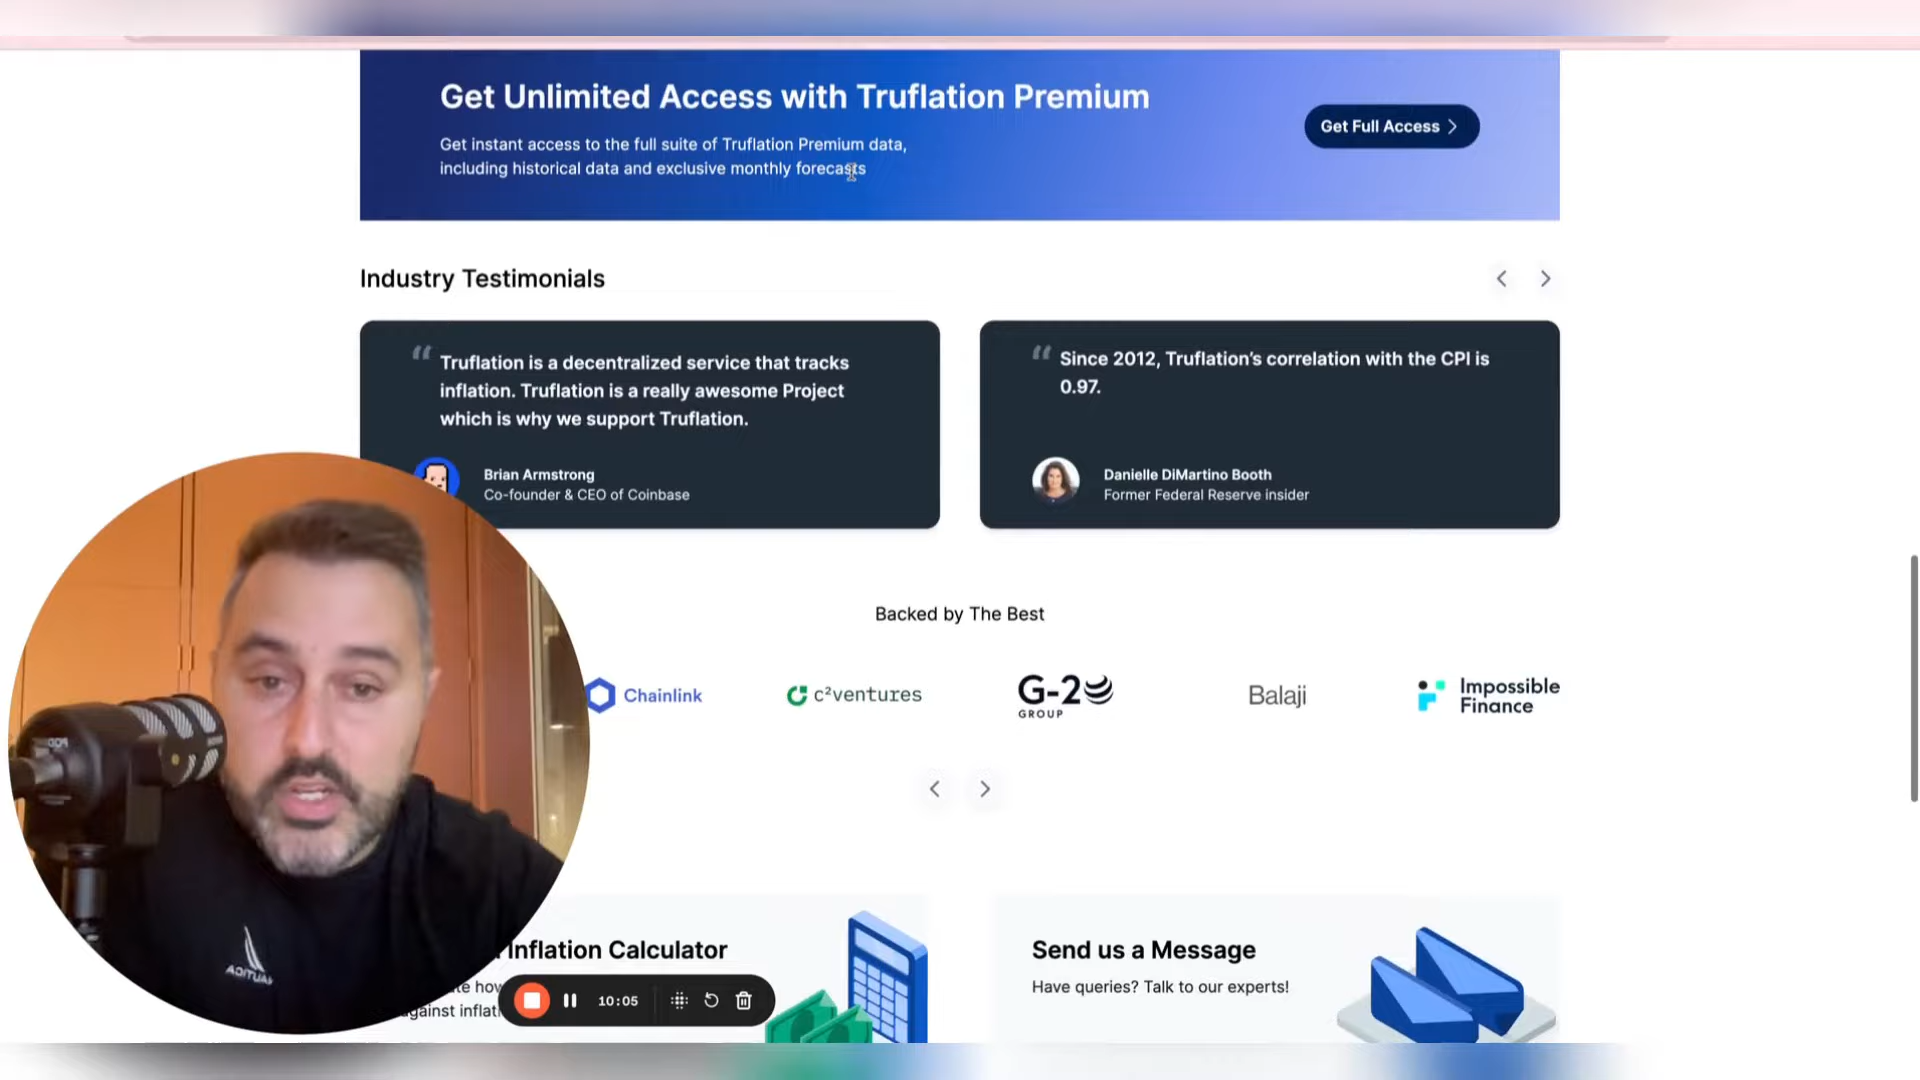 Get Unlimited Access with Truflation Premium
Get instant access to the full suite of Truflation Premium data,
including historical data and exclusive monthly forecasts
Get Full Access
Industry Testimonials
Truflation is a decentralized service that tracks
inflation. Truflation is a really awesome Project
which is why we support Truflation.
Brian Armstrong
Co-founder & CEO of Coinbase
Since 2012, Truflation’s correlation with the CPI is
0.97.
Danielle DiMartino Booth
Former Federal Reserve insider
Backed by The Best
Chainlink
c²ventures
G-20
GROUP
Balaji
Impossible
Finance
Inflation Calculator
how
against
10:05
Send us a Message
Have queries? Talk to our experts!